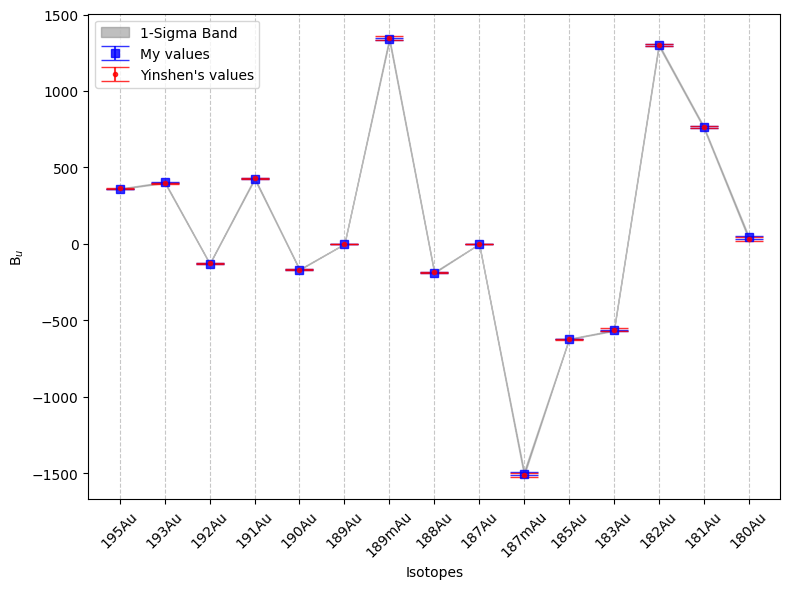 1-Sigma Band
My values
Yinshen's values
1500
1000
500
0
−500
−1000
−1500
B$_u$
195Au
193Au
192Au
191Au
190Au
189Au
189mAu
188Au
187Au
187mAu
185Au
183Au
182Au
181Au
180Au
Isotopes